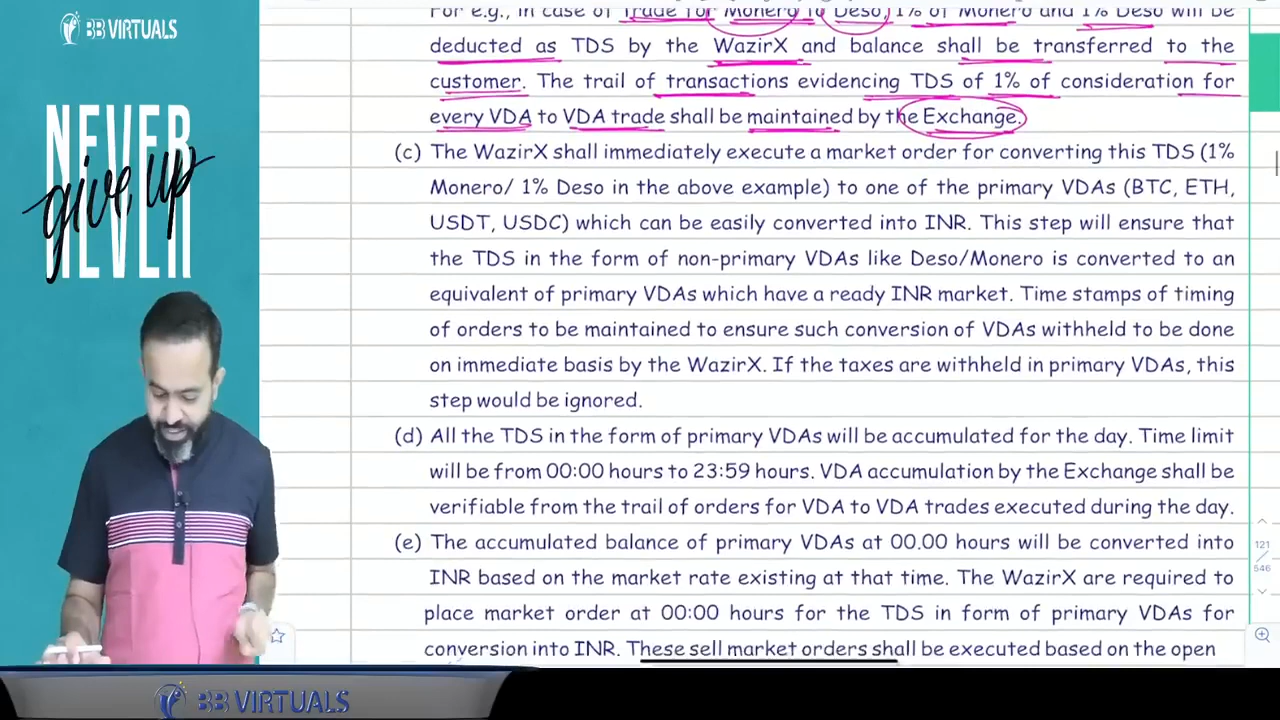 BB VIRTUALS
NEVER
give up
NEVER
For e.g., in case of Trade for Monero to Deso, 1% of Monero and 1% Deso will be
deducted as TDS by the WazirX and balance shall be transferred to the
customer. The trail of transactions evidencing TDS of 1% of consideration for
every VDA to VDA trade shall be maintained by the Exchange.
(c) The WazirX shall immediately execute a market order for converting this TDS (1%
Monero/ 1% Deso in the above example) to one of the primary VDAs (BTC, ETH,
USDT, USDC) which can be easily converted into INR. This step will ensure that
the TDS in the form of non-primary VDAs like Deso/Monero is converted to an
equivalent of primary VDAs which have a ready INR market. Time stamps of timing
of orders to be maintained to ensure such conversion of VDAs withheld to be done
on immediate basis by the WazirX. If the taxes are withheld in primary VDAs, this
step would be ignored.
(d) All the TDS in the form of primary VDAs will be accumulated for the day. Time limit
will be from 00:00 hours to 23:59 hours. VDA accumulation by the Exchange shall be
verifiable from the trail of orders for VDA to VDA trades executed during the day.
(e) The accumulated balance of primary VDAs at 00.00 hours will be converted into
INR based on the market rate existing at that time. The WazirX are required to
place market order at 00:00 hours for the TDS in form of primary VDAs for
conversion into INR. These sell market orders shall be executed based on the open
121
546
BB VIRTUALS